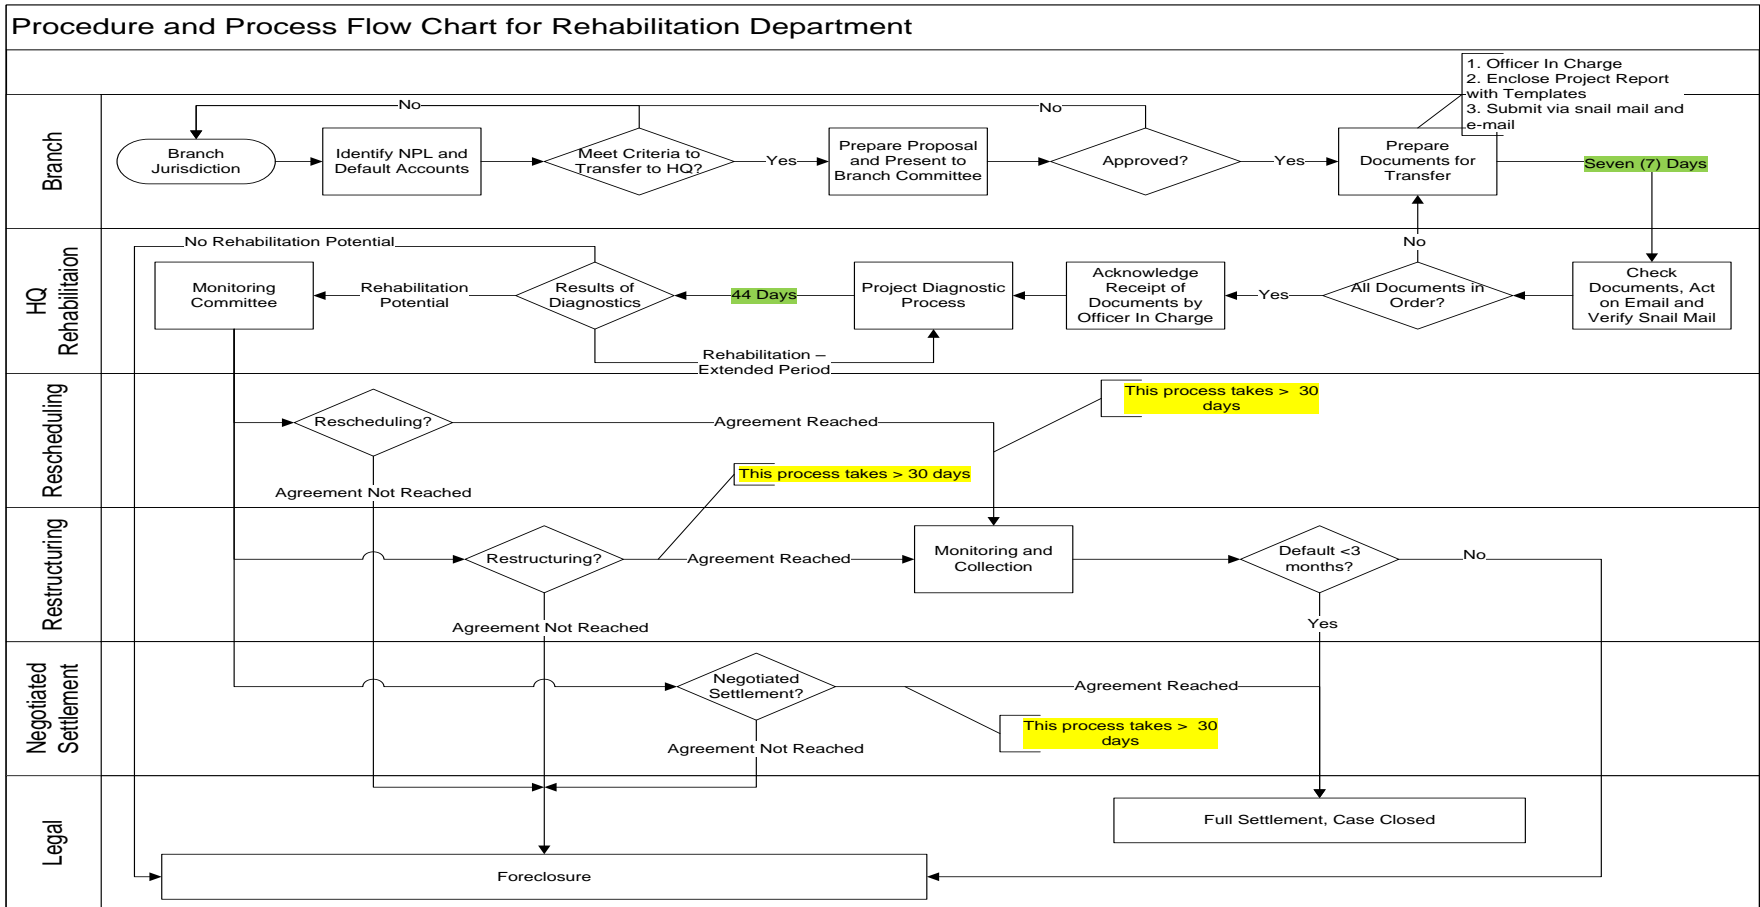 Procedure and Process Flow Chart for Rehabilitation Department
1. Officer In Charge
2. Enclose Project Report
with Templates
3. Submit via snail mail and
e-mail
Branch
No
No
Branch
Jurisdiction
Identify NPL and
Default Accounts
Meet Criteria to
Transfer to HQ?
Yes
Prepare Proposal
and Present to
Branch Committee
Approved?
Yes
Prepare
Documents for
Transfer
Seven (7) Days
HQ
Rehabilitaion
No Rehabilitation Potential
No
Monitoring
Committee
Rehabilitation
Potential
Results of
Diagnostics
44 Days
Project Diagnostic
Process
Acknowledge
Receipt of
Documents by
Officer In Charge
Yes
All Documents in
Order?
Check
Documents, Act
on Email and
Verify Snail Mail
Rehabilitation –
Extended Period
Rescheduling
This process takes >  30
days
Rescheduling?
Agreement Reached
This process takes > 30 days
Agreement Not Reached
Restructuring
Restructuring?
Agreement Reached
Monitoring and
Collection
Default <3
months?
No
Agreement Not Reached
Yes
Negotiated
Settlement
Negotiated
Settlement?
Agreement Reached
This process takes >  30
days
Agreement Not Reached
Legal
Full Settlement, Case Closed
Foreclosure